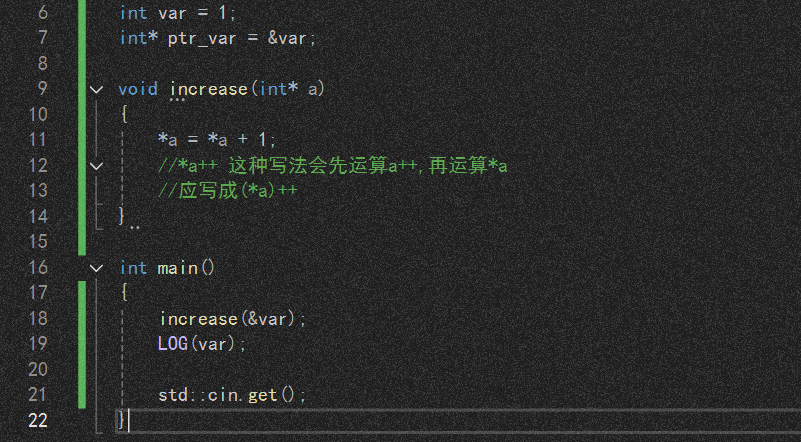 6 int var = 1;
7 int* ptr_var = &var;
8
9 void increase(int* a)
10 {
11 *a = *a + 1;
12 //*a++ 这种写法会先运算a++,再运算*a
13 //应写成(*a)++
14 }
15
16 int main()
17 {
18 increase(&var);
19 LOG(var);
20
21 std::cin.get();
22 }